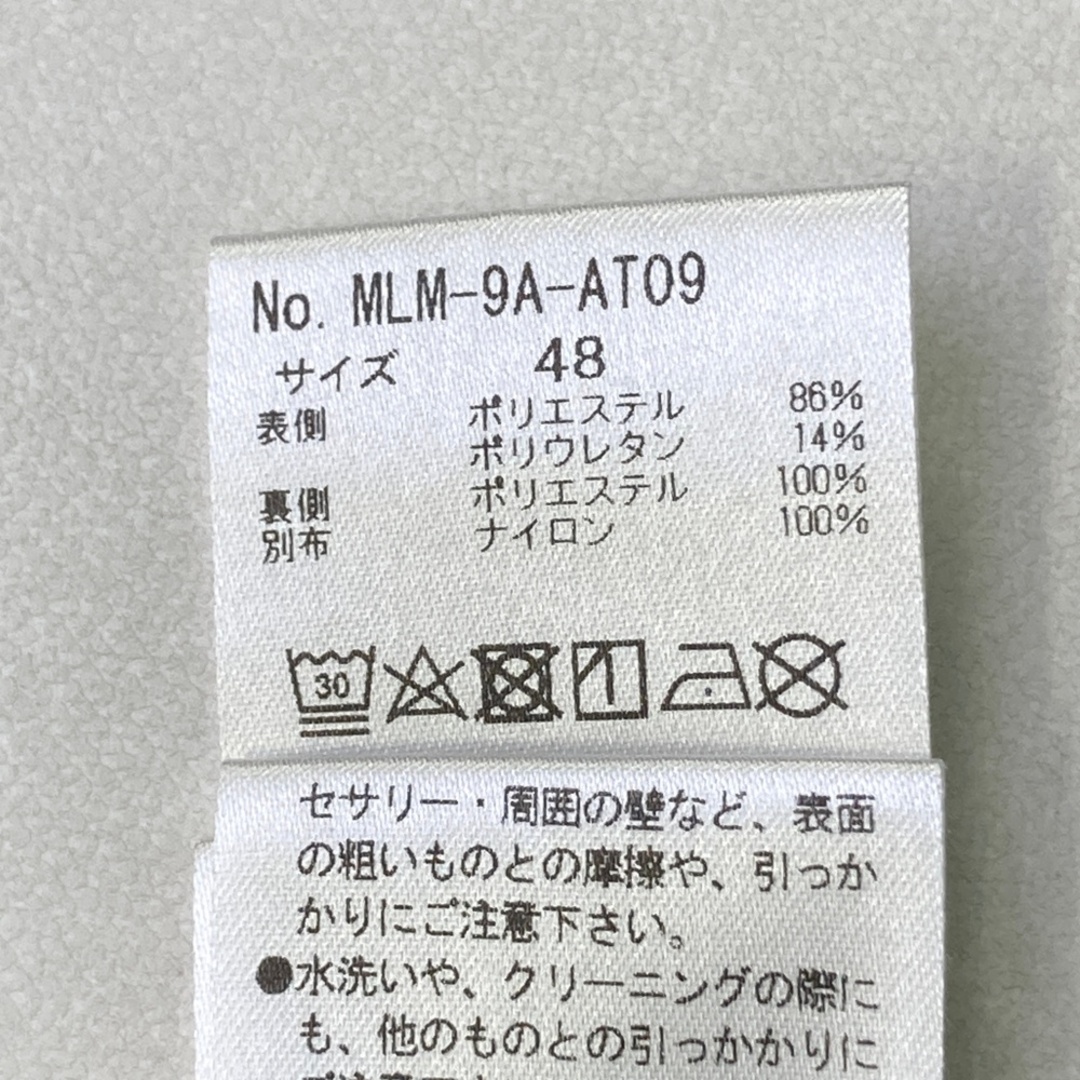 No. MLM-9A-AT09
サイズ 48
表側 ポリエステル 86%
ポリウレタン 14%
裏側 ポリエステル 100%
別布 ナイロン 100%
30
セサリー・周囲の壁など、表面
の粗いものとの摩擦や、引っか
かりにご注意下さい。
●水洗いや、クリーニングの際に
も、他のものとの引っかかりに